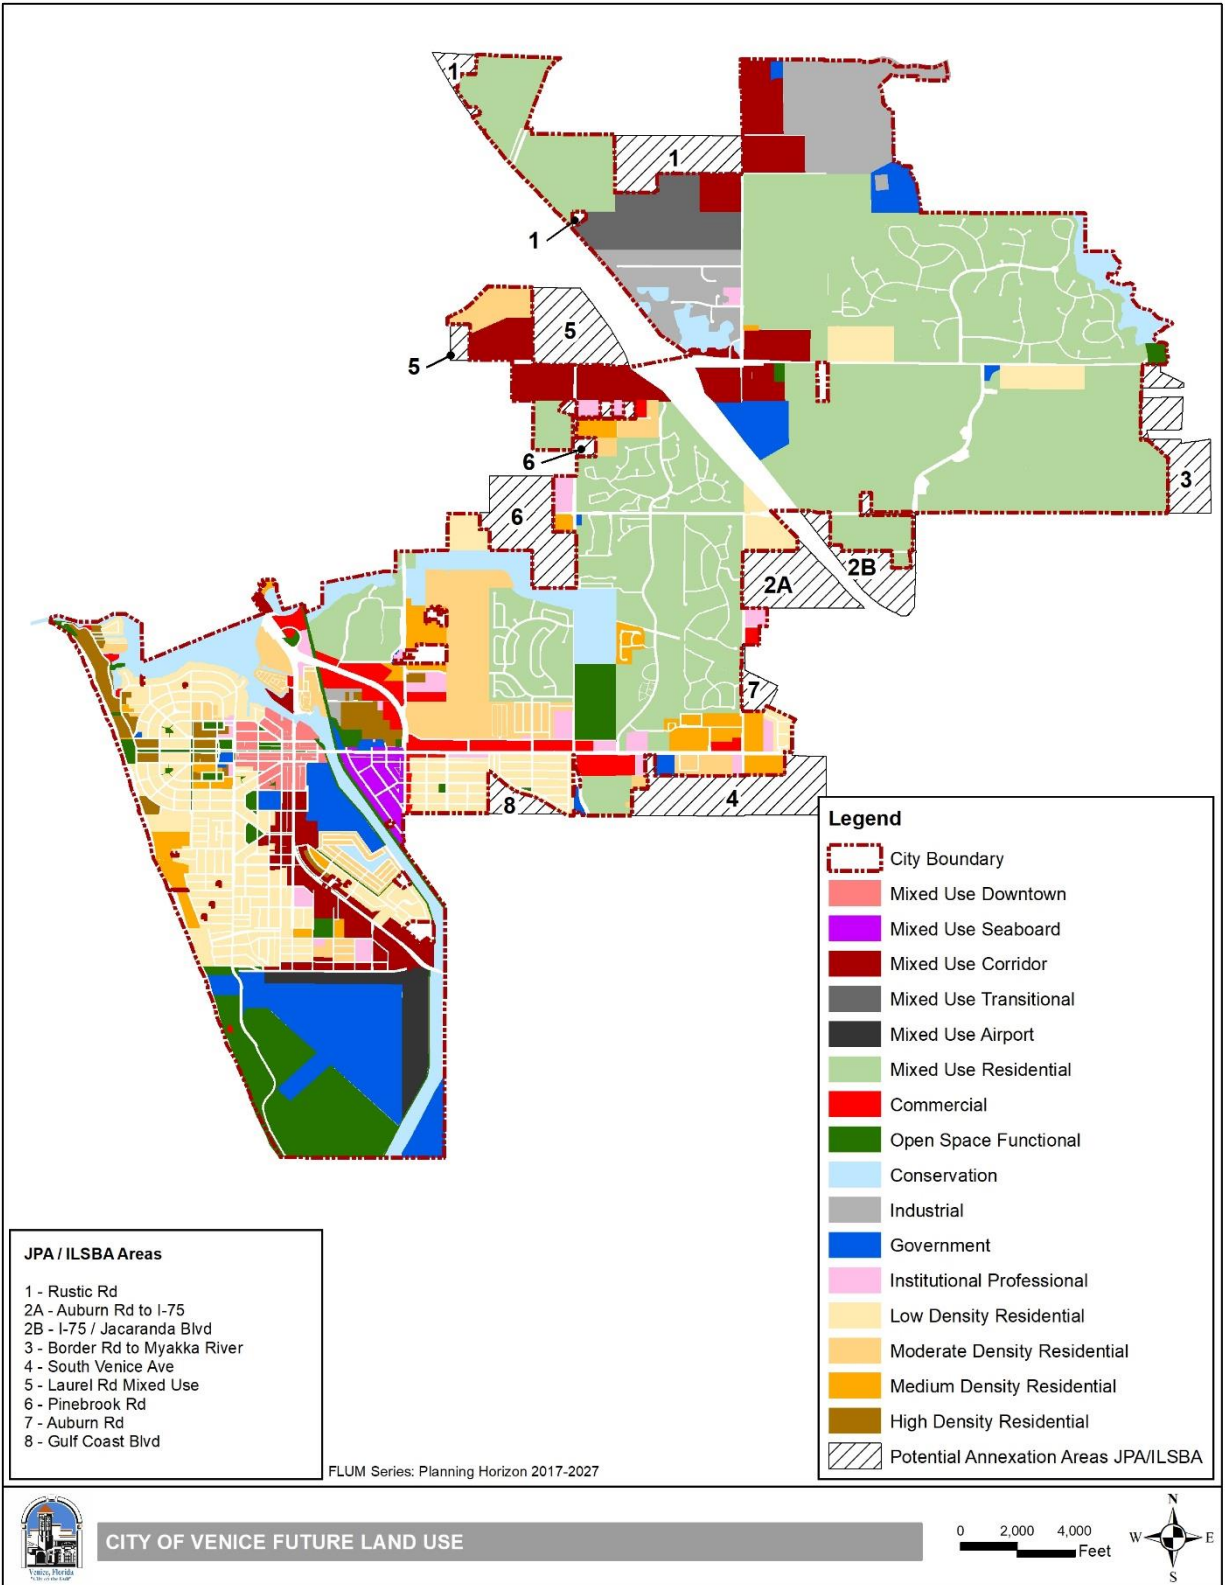 1
1
1
5
5
6
6
3
2A
2B
7
4
8
Legend
City Boundary
Mixed Use Downtown
Mixed Use Seaboard
Mixed Use Corridor
Mixed Use Transitional
Mixed Use Airport
Mixed Use Residential
Commercial
Open Space Functional
Conservation
Industrial
Government
Institutional Professional
Low Density Residential
Moderate Density Residential
Medium Density Residential
High Density Residential
Potential Annexation Areas JPA/ILSBA
JPA / ILSBA Areas
1 - Rustic Rd
2A - Auburn Rd to I-75
2B - I-75 / Jacaranda Blvd
3 - Border Rd to Myakka River
4 - South Venice Ave
5 - Laurel Rd Mixed Use
6 - Pinebrook Rd
7 - Auburn Rd
8 - Gulf Coast Blvd
FLUM Series: Planning Horizon 2017-2027
Venice, Florida
"City on the Gulf"
CITY OF VENICE FUTURE LAND USE
0 2,000 4,000
Feet
N
W E
S